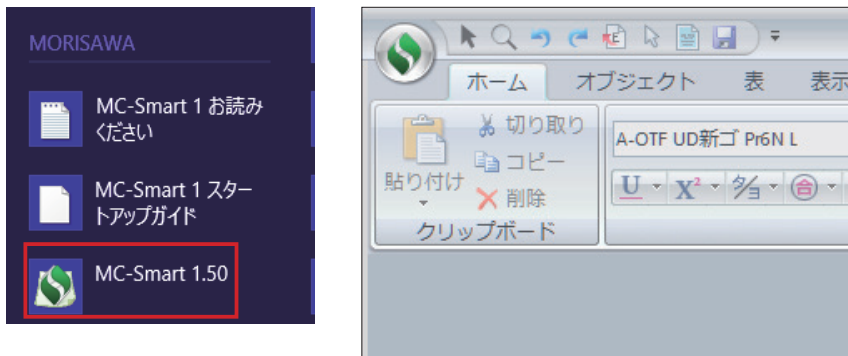 MORISAWA
MC-Smart 1 お読み
ください
MC-Smart 1 スター
トアップガイド
MC-Smart 1.50
ホーム オブジェクト 表 表示
切り取り
コピー
貼り付け
削除
クリップボード
A-OTF UD新ゴ Pr6N L
U X²
合